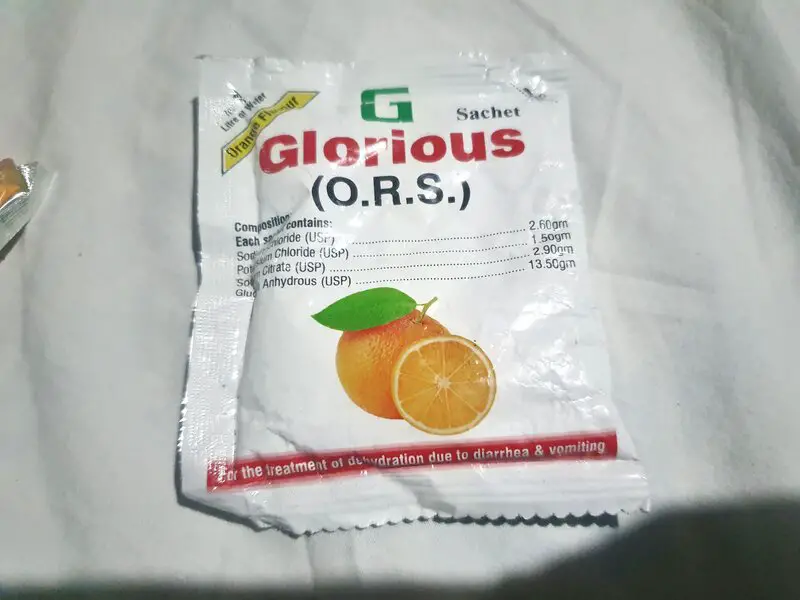 Litre of Water
Orange Flavour
G
Sachet
Glorious
(O.R.S.)
Composition
Each contains:
Chloride (USP) 2.60gm
Chloride (USP) 1.50gm
Citrate (USP) 2.90gm
Anhydrous (USP) 13.50gm
for the treatment of dehydration due to diarrhea & vomiting